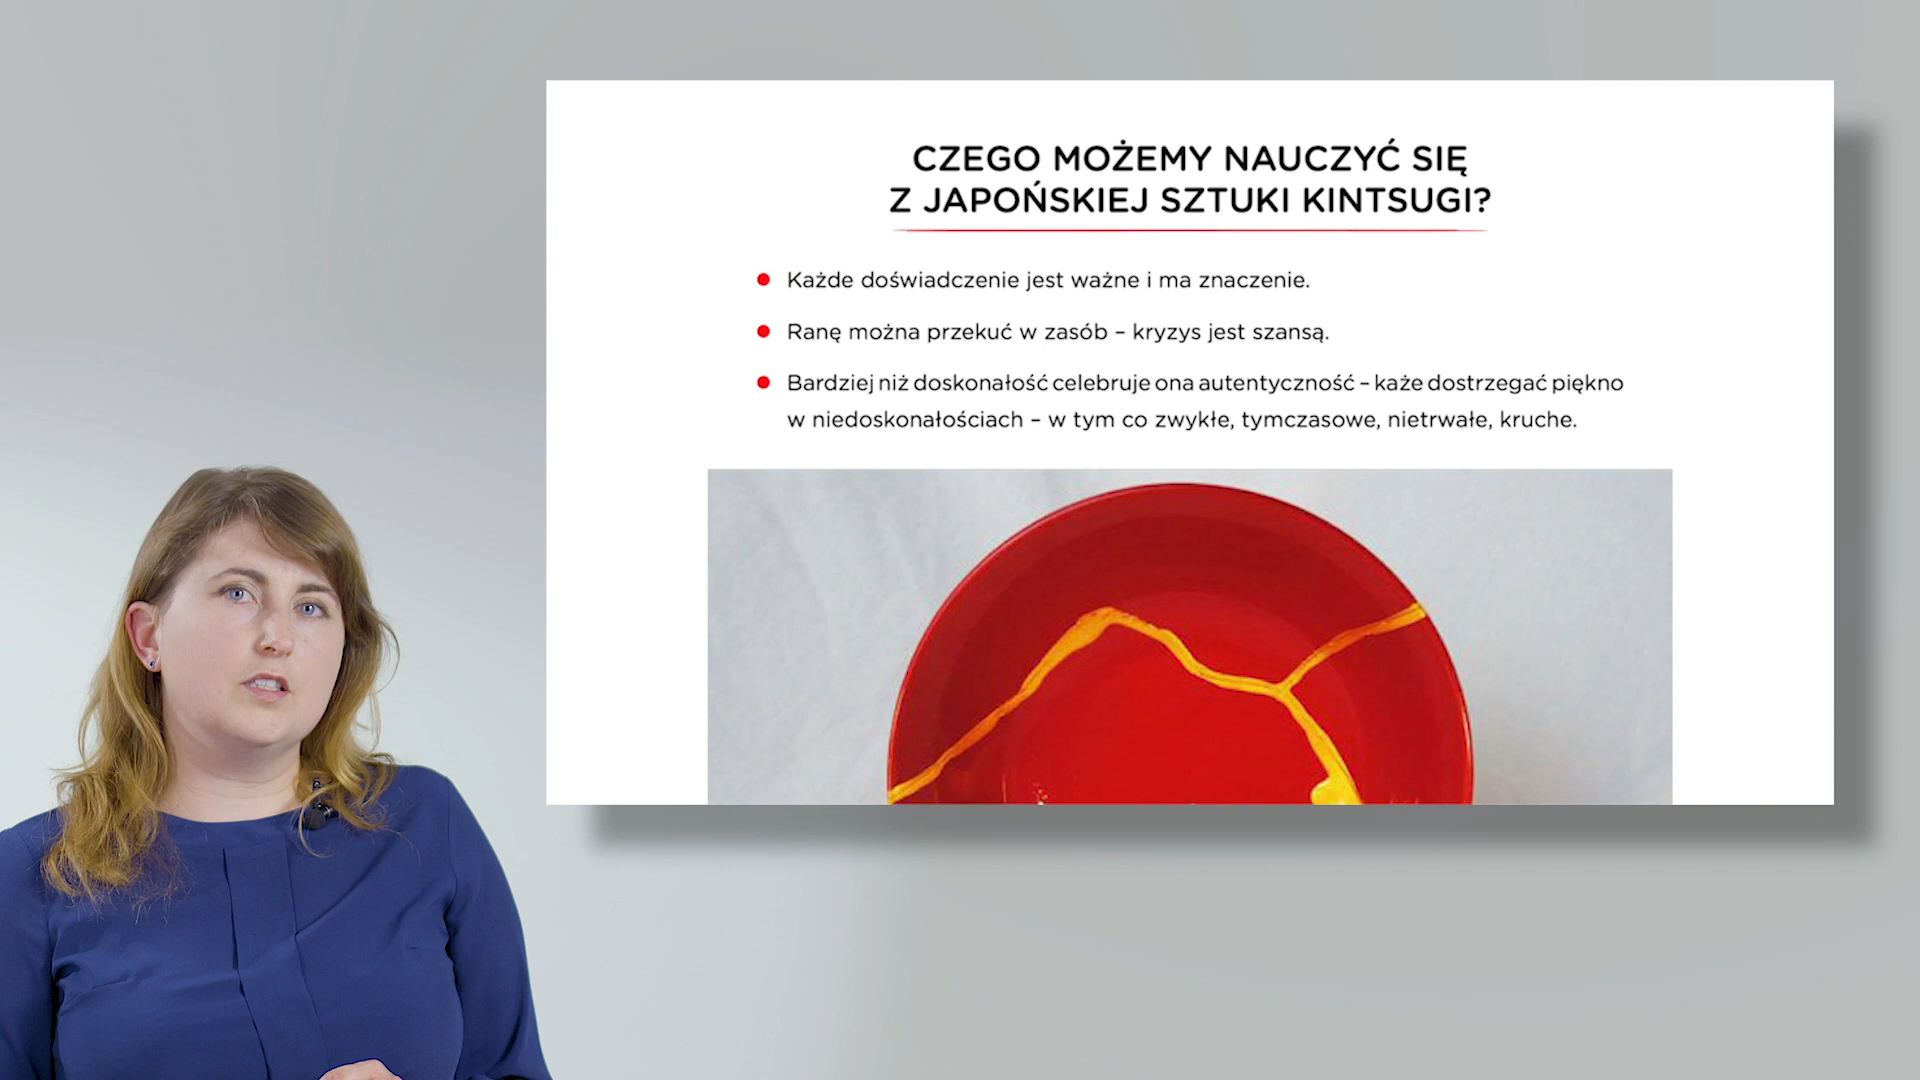 CZEGO MOŻEMY NAUCZYĆ SIĘ
Z JAPOŃSKIEJ SZTUKI KINTSUGI?
Każde doświadczenie jest ważne i ma znaczenie.
Ranę można przekuć w zasób – kryzys jest szansą.
Bardziej niż doskonałość celebruje ona autentyczność – każe dostrzegać piękno
w niedoskonałościach – w tym co zwykłe, tymczasowe, nietrwałe, kruche.